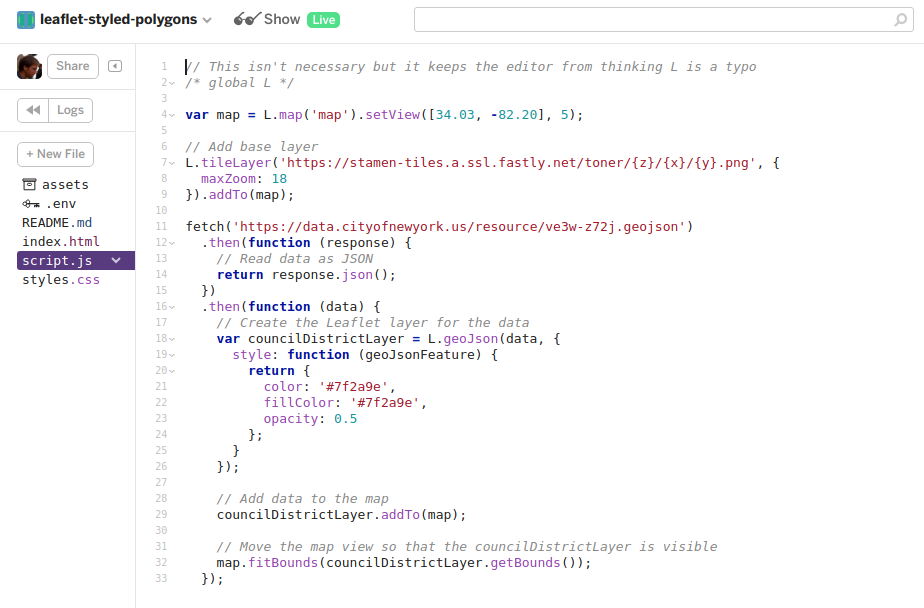 leaflet-styled-polygons
Show Live
Share
Logs
+ New File
assets
.env
README.md
index.html
script.js
styles.css
1 // This isn't necessary but it keeps the editor from thinking L is a typo
2 /* global L */
3
4 var map = L.map('map').setView([34.03, -82.20], 5);
5
6 // Add base layer
7 L.tileLayer('https://stamen-tiles.a.ssl.fastly.net/toner/{z}/{x}/{y}.png', {
8   maxZoom: 18
9 }).addTo(map);
10
11 fetch('https://data.cityofnewyork.us/resource/ve3w-z72j.geojson')
12   .then(function (response) {
13     // Read data as JSON
14     return response.json();
15   })
16   .then(function (data) {
17     // Create the Leaflet layer for the data
18     var councilDistrictLayer = L.geoJson(data, {
19       style: function (geoJsonFeature) {
20         return {
21           color: '#7f2a9e',
22           fillColor: '#7f2a9e',
23           opacity: 0.5
24         };
25       }
26     });
27
28     // Add data to the map
29     councilDistrictLayer.addTo(map);
30
31     // Move the map view so that the councilDistrictLayer is visible
32     map.fitBounds(councilDistrictLayer.getBounds());
33   });